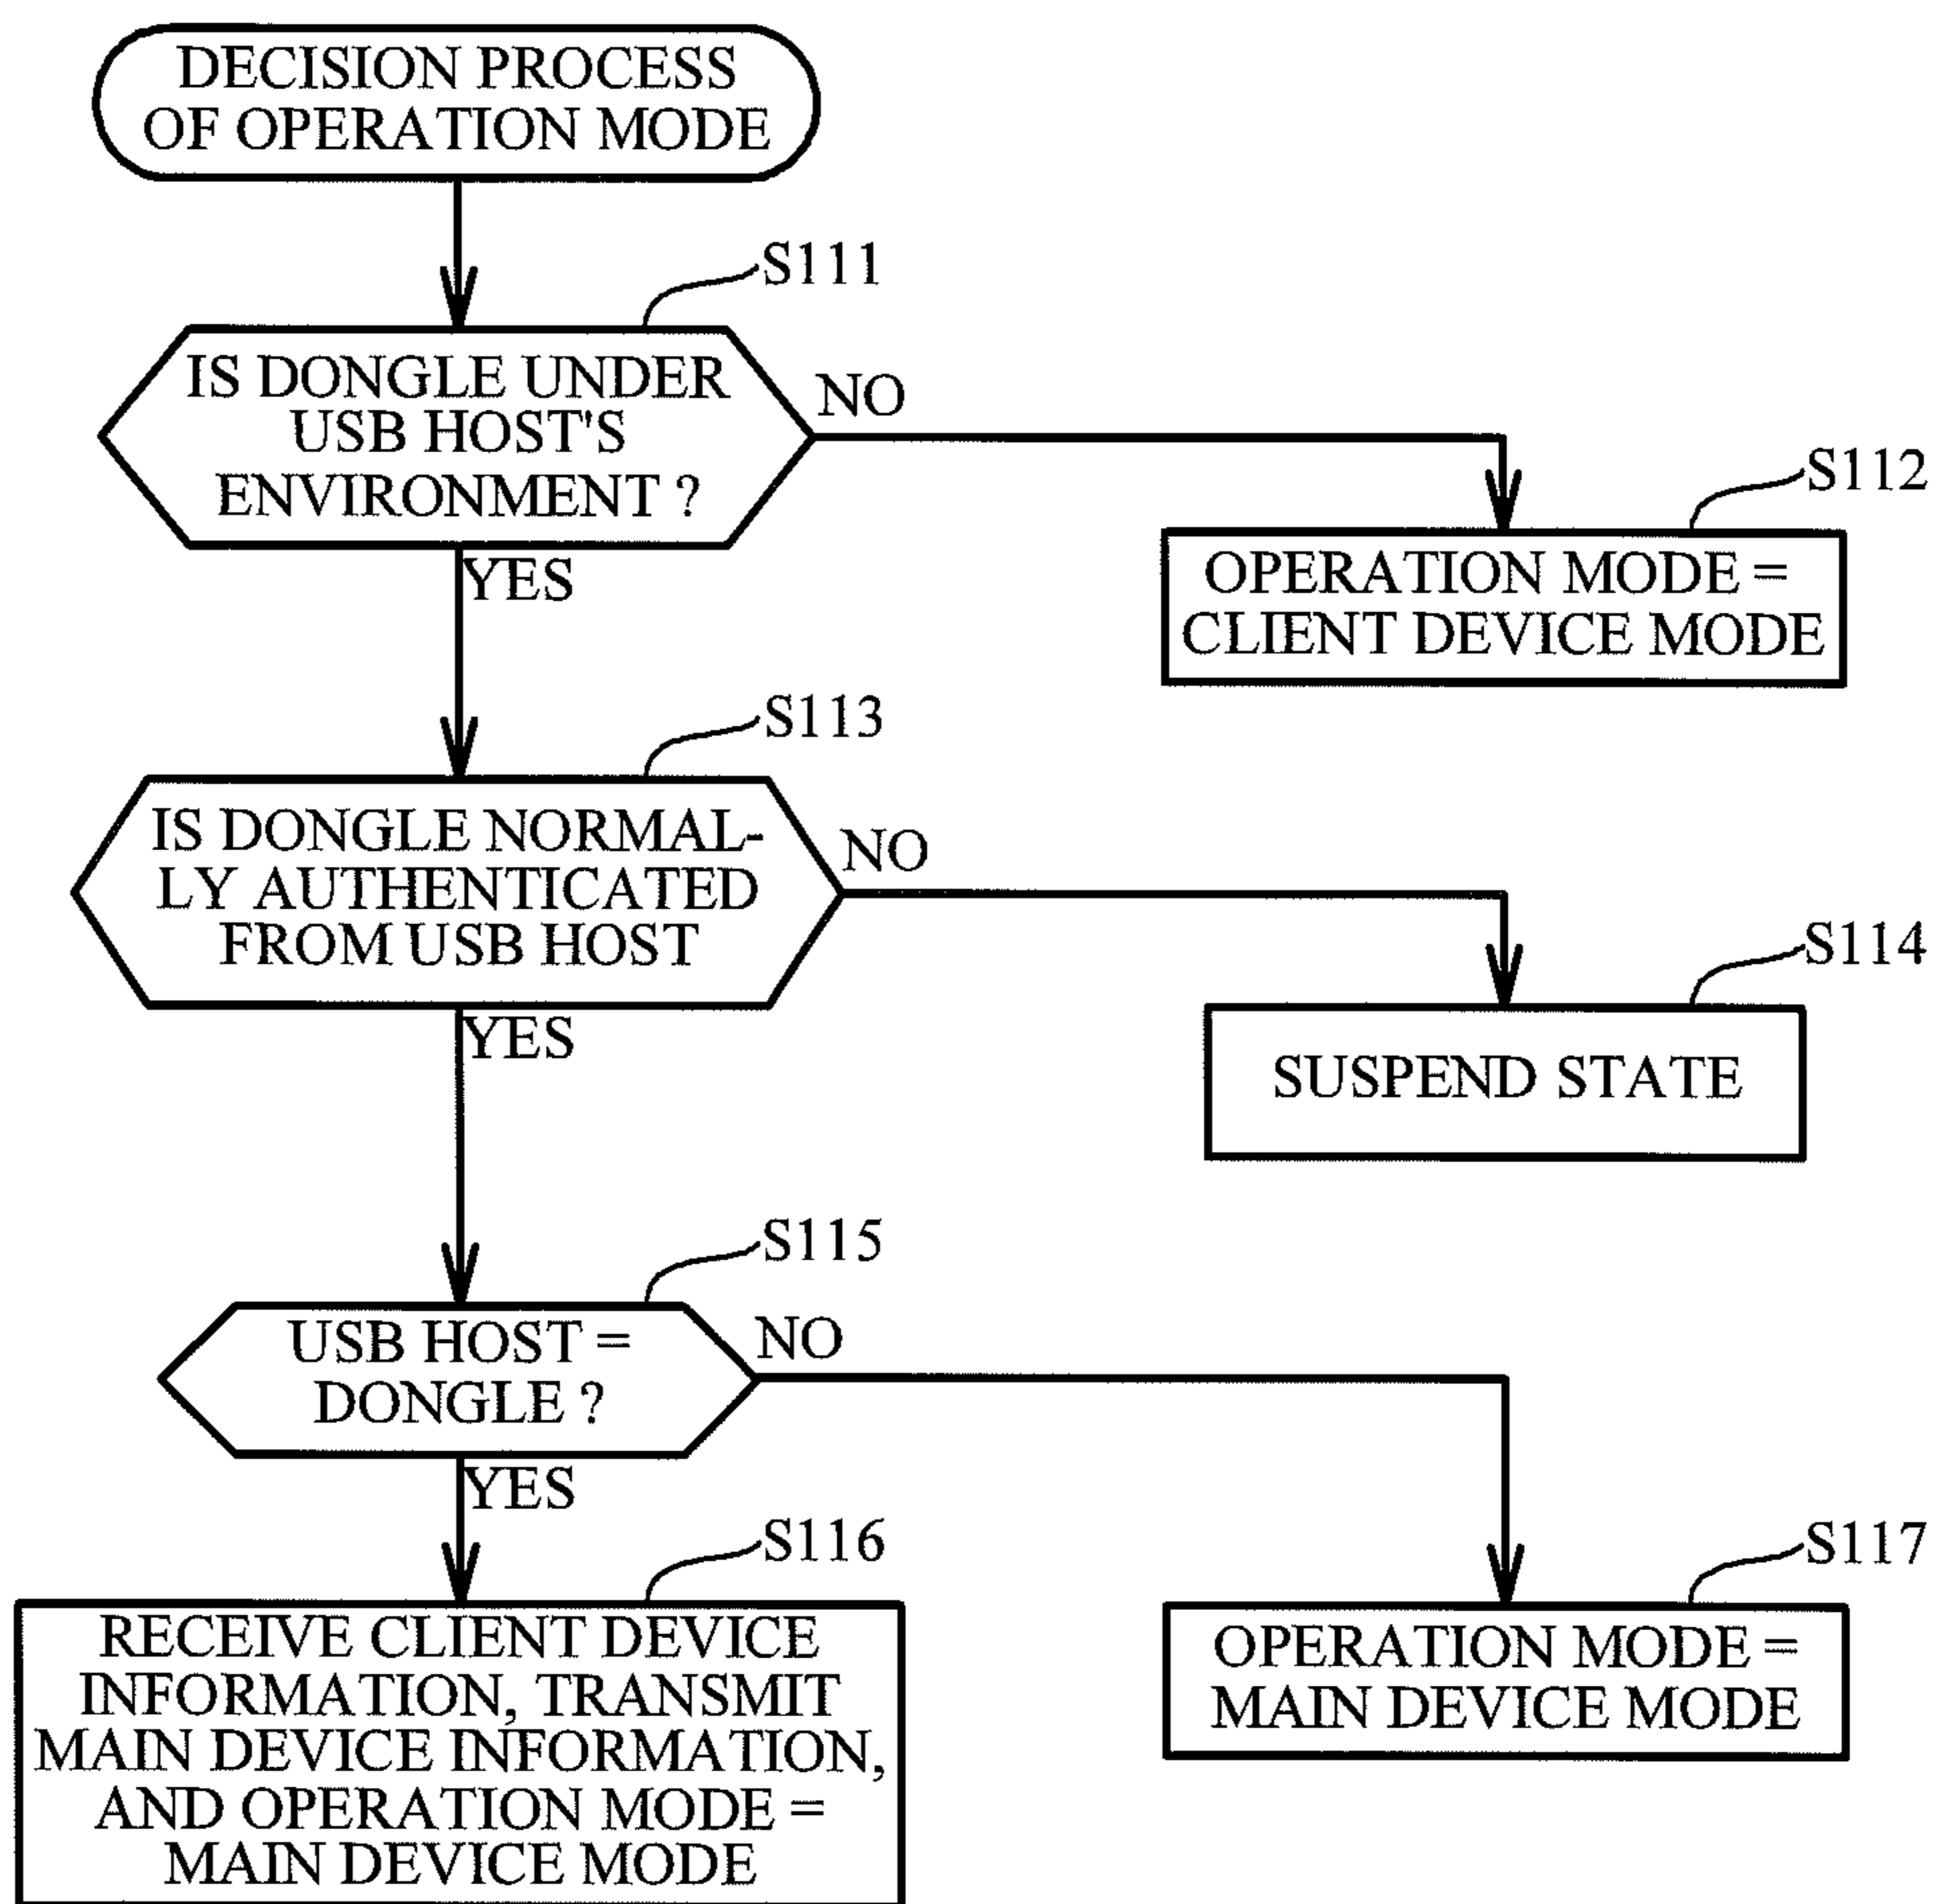 DECISION PROCESS
OF OPERATION MODE
S111
IS DONGLE UNDER
USB HOST'S
ENVIRONMENT ?
NO
YES
S112
OPERATION MODE =
CLIENT DEVICE MODE
S113
IS DONGLE NORMAL-
LY AUTHENTICATED
FROM USB HOST
NO
YES
S114
SUSPEND STATE
S115
USB HOST =
DONGLE ?
NO
YES
S116
RECEIVE CLIENT DEVICE
INFORMATION, TRANSMIT
MAIN DEVICE INFORMATION,
AND OPERATION MODE =
MAIN DEVICE MODE
S117
OPERATION MODE =
MAIN DEVICE MODE